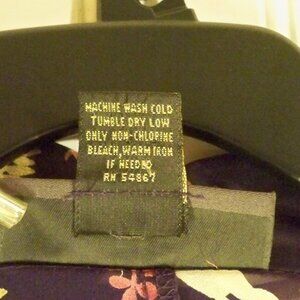 MACHINE WASH COLD
TUMBLE DRY LOW
ONLY NON-CHLORINE
BLEACH, WARM IRON
IF NEEDED
RN 54867